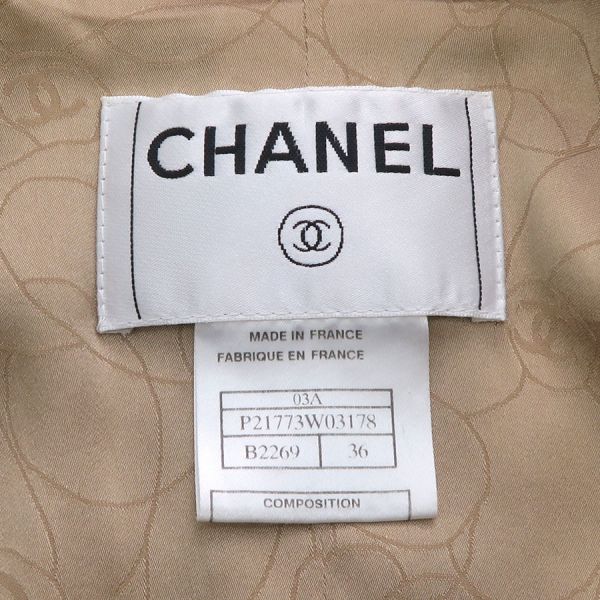 CHANEL
MADE IN FRANCE
FABRIQUE EN FRANCE
03A
P21773W03178
B2269 36
COMPOSITION